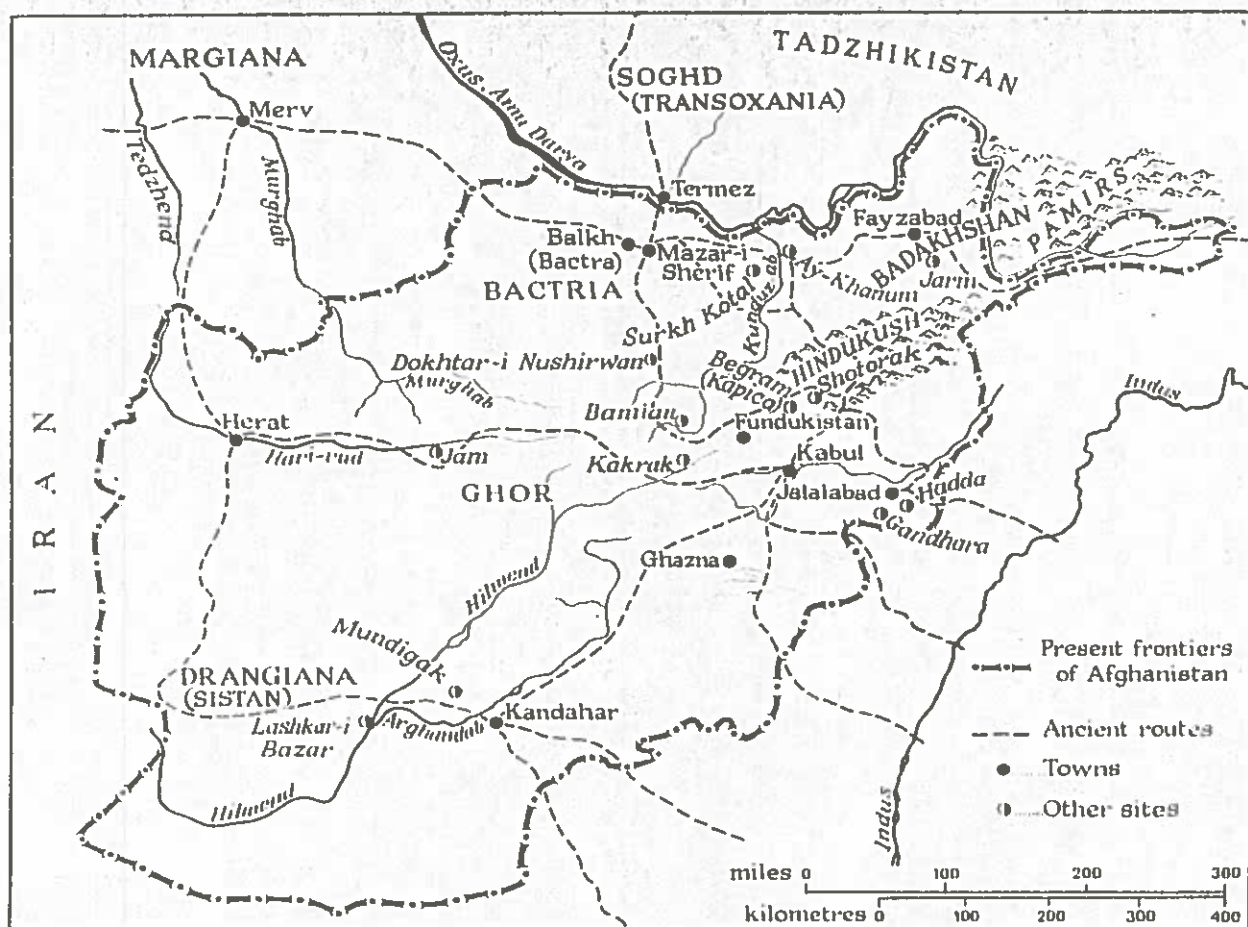 MARGIANA
TADZHIKISTAN
SOGHD
(TRANSOXANIA)
Oxus. Amu Darya
Merv
Tedzhend
Murghab
Termez
Fayzabad
BADAKHSHAN
PAMIRS
Balkh
(Bactra)
Mazar-i
Sherif
Ay-Khanum
Jarm
BACTRIA
Surkh Kotal
Kunduz ab
HINDUKUSH
Dokhtar-i Nushirwan
Murghab
Begram
(Kapica)
Shotorak
Indus
Bamian
Fundukistan
Herat
Hari-rud
Jam
Kakrak
Kabul
IRAN
GHOR
Jalalabad
Hadda
Gandhara
Ghazna
Hilmend
Mundigak
DRANGIANA
(SISTAN)
Lashkar-i
Bazar
Arghandab
Kandahar
Hilmend
Indus
Present frontiers
of Afghanistan
Ancient routes
Towns
Other sites
miles 0 100 200 300
kilometres 0 100 200 300 400